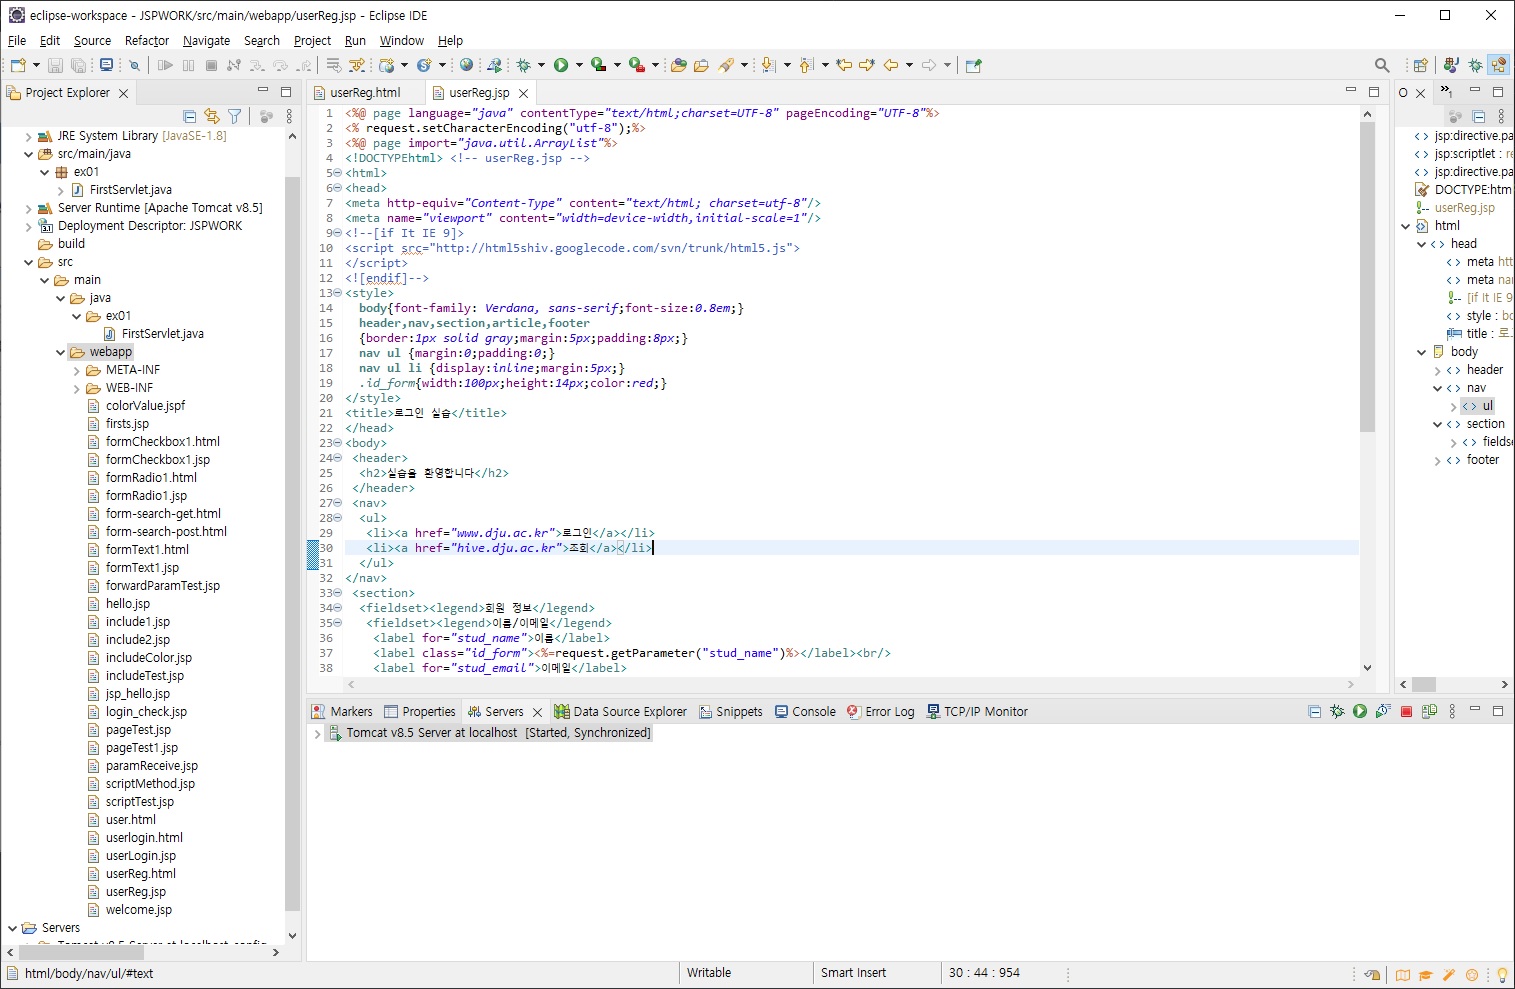 eclipse-workspace - JSPWORK/src/main/webapp/userReg.jsp - Eclipse IDE
File Edit Source Refactor Navigate Search Project Run Window Help
Project Explorer
JRE System Library [JavaSE-1.8]
src/main/java
ex01
FirstServlet.java
Server Runtime [Apache Tomcat v8.5]
Deployment Descriptor: JSPWORK
build
src
main
java
ex01
FirstServlet.java
webapp
META-INF
WEB-INF
colorValue.jspf
firsts.jsp
formCheckbox1.html
formCheckbox1.jsp
formRadio1.html
formRadio1.jsp
form-search-get.html
form-search-post.html
formText1.html
formText1.jsp
forwardParamTest.jsp
hello.jsp
include1.jsp
include2.jsp
includeColor.jsp
includeTest.jsp
jsp_hello.jsp
login_check.jsp
pageTest.jsp
pageTest1.jsp
paramReceive.jsp
scriptMethod.jsp
scriptTest.jsp
user.html
userlogin.html
userLogin.jsp
userReg.html
userReg.jsp
welcome.jsp
Servers
Tomcat v8.5 Server at localhost-config
userReg.html userReg.jsp
1 <%@ page language="java" contentType="text/html;charset=UTF-8" pageEncoding="UTF-8"%>
2 <% request.setCharacterEncoding("utf-8");%>
3 <%@ page import="java.util.ArrayList"%>
4 <!DOCTYPEhtml> <!-- userReg.jsp -->
5 <html>
6 <head>
7 <meta http-equiv="Content-Type" content="text/html; charset=utf-8"/>
8 <meta name="viewport" content="width=device-width,initial-scale=1"/>
9 <!--[if It IE 9]>
10 <script src="http://html5shiv.googlecode.com/svn/trunk/html5.js">
11 </script>
12 <![endif]-->
13 <style>
14 body{font-family: Verdana, sans-serif;font-size:0.8em;}
15 header,nav,section,article,footer
16 {border:1px solid gray;margin:5px;padding:8px;}
17 nav ul {margin:0;padding:0;}
18 nav ul li {display:inline;margin:5px;}
19 .id_form{width:100px;height:14px;color:red;}
20 </style>
21 <title>로그인 실습</title>
22 </head>
23 <body>
24 <header>
25 <h2>실습을 환영합니다</h2>
26 </header>
27 <nav>
28 <ul>
29 <li><a href="www.dju.ac.kr">로그인</a></li>
30 <li><a href="hive.dju.ac.kr">조회</a></li>
31 </ul>
32 </nav>
33 <section>
34 <fieldset><legend>회원 정보</legend>
35 <fieldset><legend>이름/이메일</legend>
36 <label for="stud_name">이름</label>
37 <label class="id_form"><%=request.getParameter("stud_name")%></label><br/>
38 <label for="stud_email">이메일</label>
O
jsp:directive.pa
jsp:scriptlet : re
jsp:directive.pa
DOCTYPE:htm
userReg.jsp
html
head
meta htt
meta nan
[if It IE 9
style : bo
title : 로
body
header
nav
ul
section
fieldse
footer
Markers Properties Servers Data Source Explorer Snippets Console Error Log TCP/IP Monitor
Tomcat v8.5 Server at localhost [Started, Synchronized]
html/body/nav/ul/#text Writable Smart Insert 30 : 44 : 954